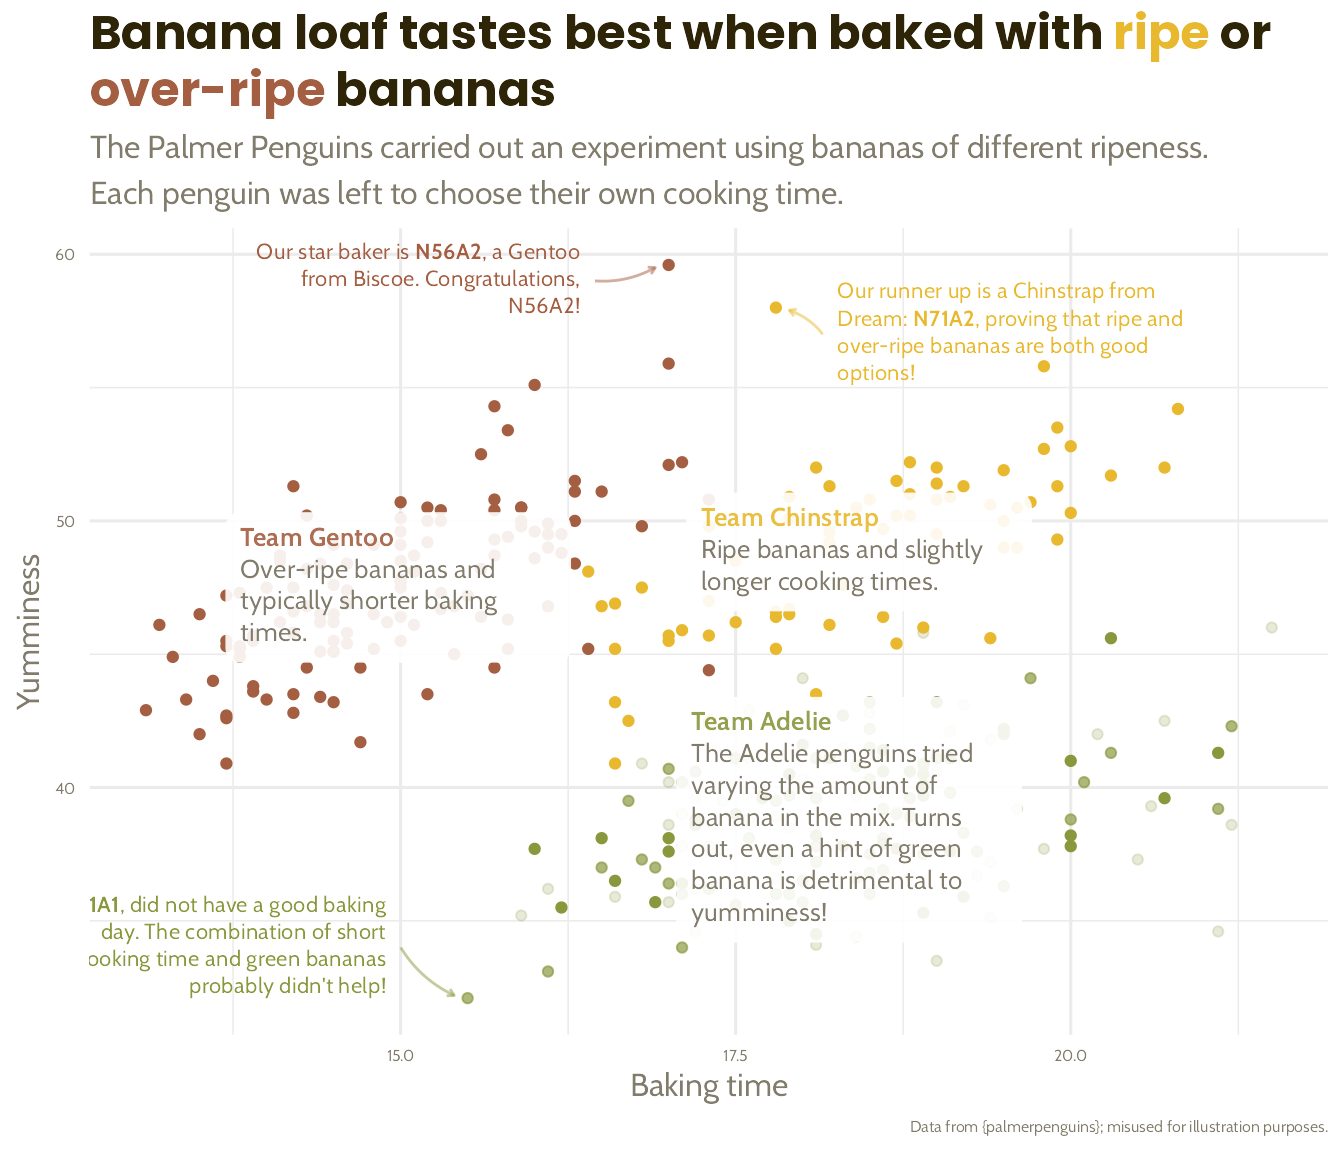 Banana loaf tastes best when baked with ripe or
over-ripe bananas
The Palmer Penguins carried out an experiment using bananas of different ripeness.
Each penguin was left to choose their own cooking time.
60
Our star baker is N56A2, a Gentoo
from Biscoe. Congratulations,
N56A2!
Our runner up is a Chinstrap from
Dream: N71A2, proving that ripe and
over-ripe bananas are both good
options!
50
Team Gentoo
Over-ripe bananas and
typically shorter baking
times.
Team Chinstrap
Ripe bananas and slightly
longer cooking times.
Yumminess
Team Adelie
The Adelie penguins tried
varying the amount of
banana in the mix. Turns
out, even a hint of green
banana is detrimental to
yumminess!
40
1A1, did not have a good baking
day. The combination of short
ooking time and green bananas
probably didn't help!
15.0
17.5
20.0
Baking time
Data from {palmerpenguins}; misused for illustration purposes.